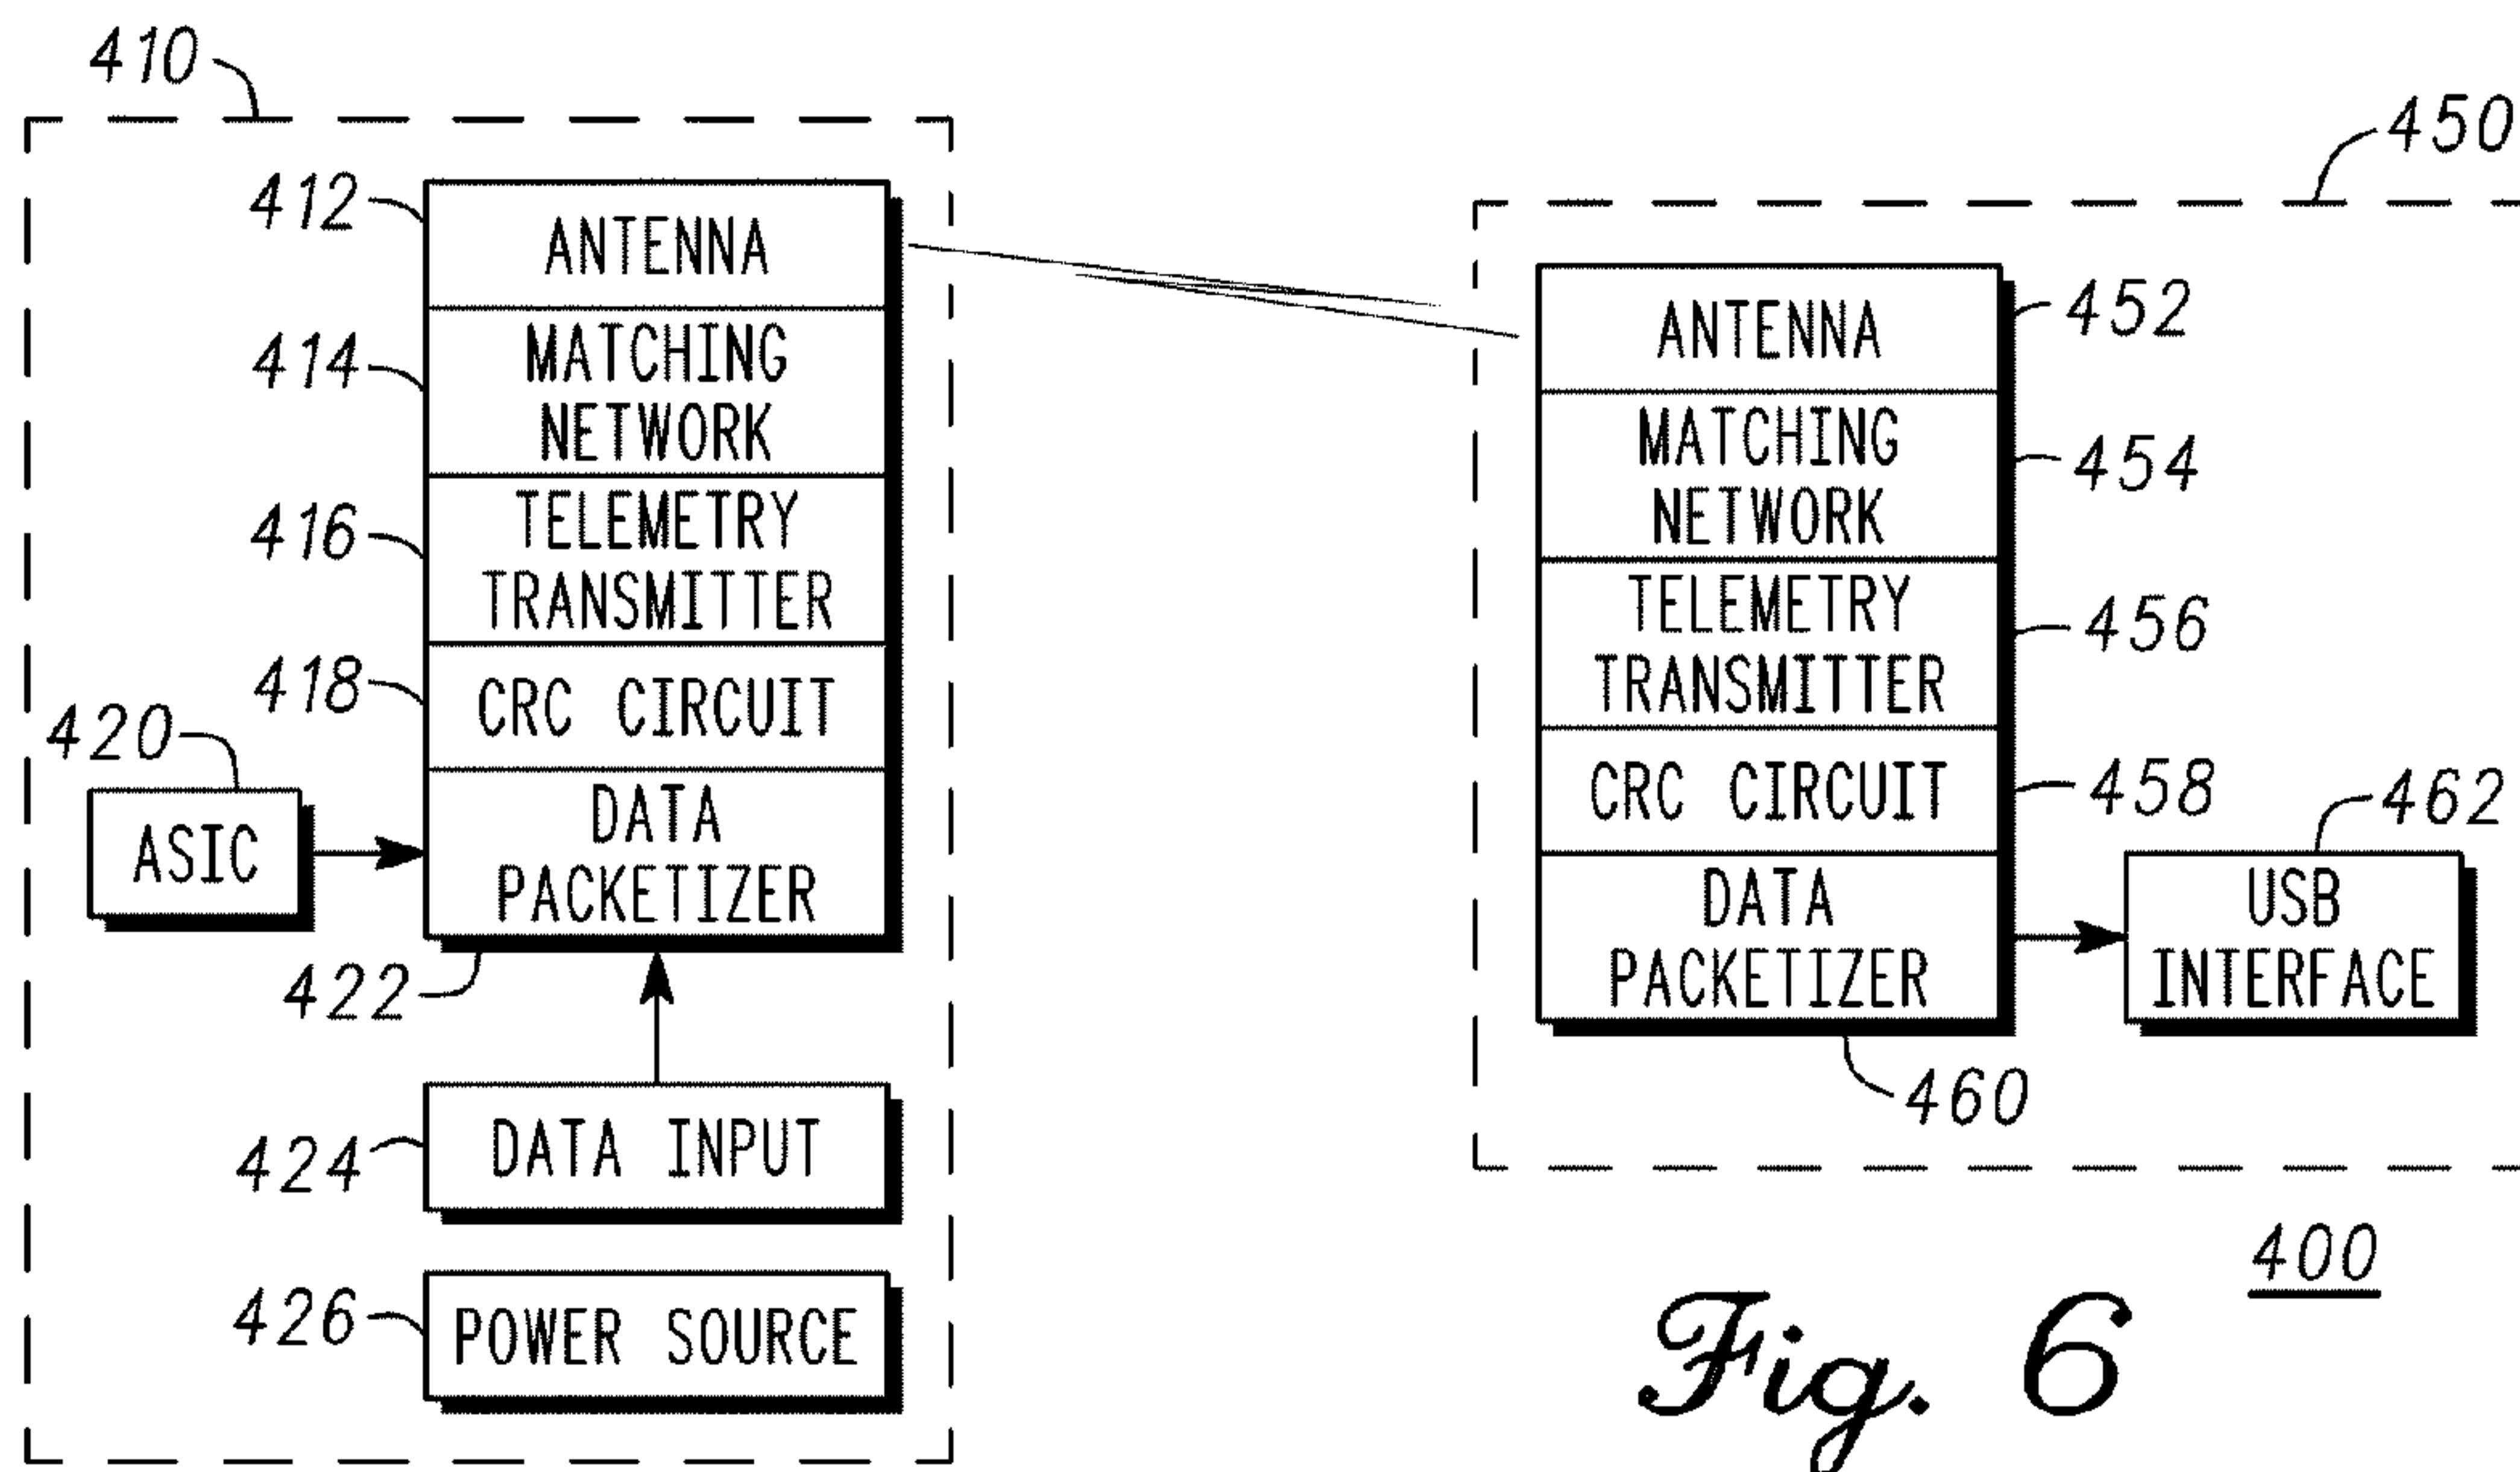 410
412
ANTENNA
414
MATCHING
NETWORK
416
TELEMETRY
TRANSMITTER
418
CRC CIRCUIT
420
ASIC
DATA
PACKETIZER
422
424
DATA INPUT
426
POWER SOURCE
450
ANTENNA
452
MATCHING
NETWORK
454
TELEMETRY
TRANSMITTER
456
CRC CIRCUIT
458
462
DATA
PACKETIZER
USB
INTERFACE
460
400
Fig. 6